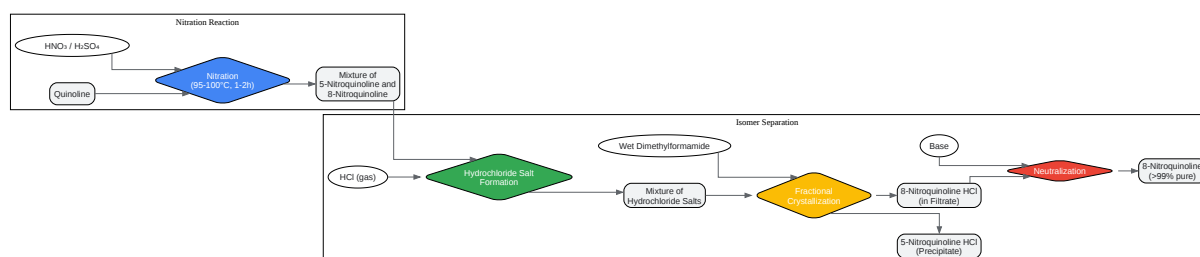 Nitration Reaction
HNO₃ / H₂SO₄
Nitration
(95-100°C, 1-2h)
Quinoline
Mixture of
5-Nitroquinoline and
8-Nitroquinoline
Isomer Separation
HCl (gas)
Hydrochloride Salt
Formation
Wet Dimethylformamide
Mixture of
Hydrochloride Salts
Fractional
Crystallization
Base
8-Nitroquinoline HCl
(in Filtrate)
5-Nitroquinoline HCl
(Precipitate)
Neutralization
8-Nitroquinoline
(>99% pure)